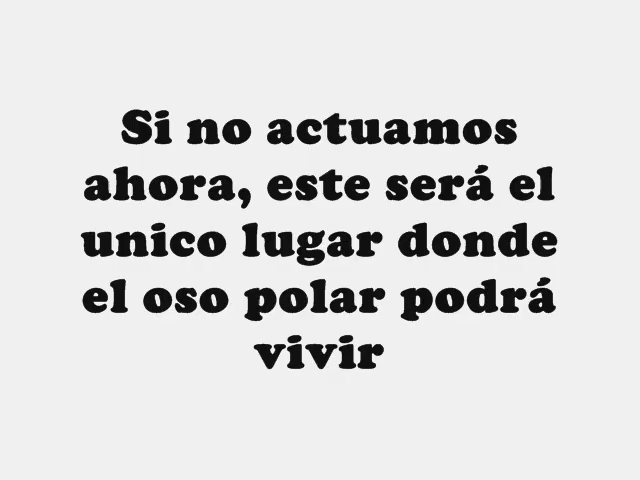 Si no actuamos
ahora, este será el
unico lugar donde
el oso polar podrá
vivir